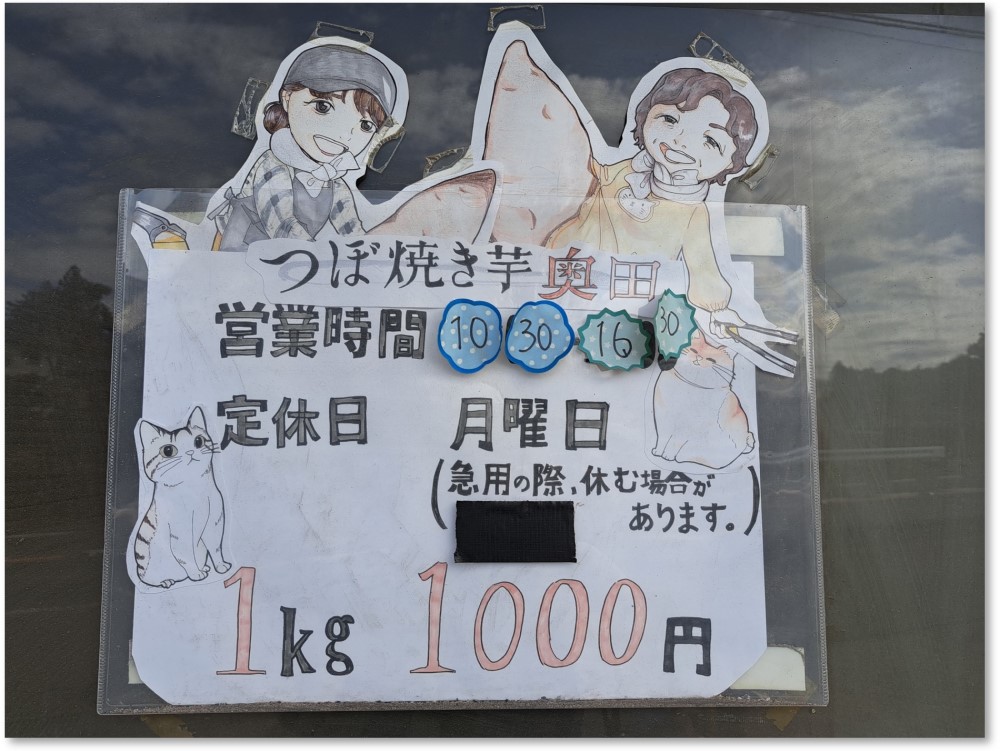 つぼ焼き芋 奥田
営業時間 10 30 - 16 30
定休日 月曜日
(急用の際、休む場合が
あります。)
1kg 1000円